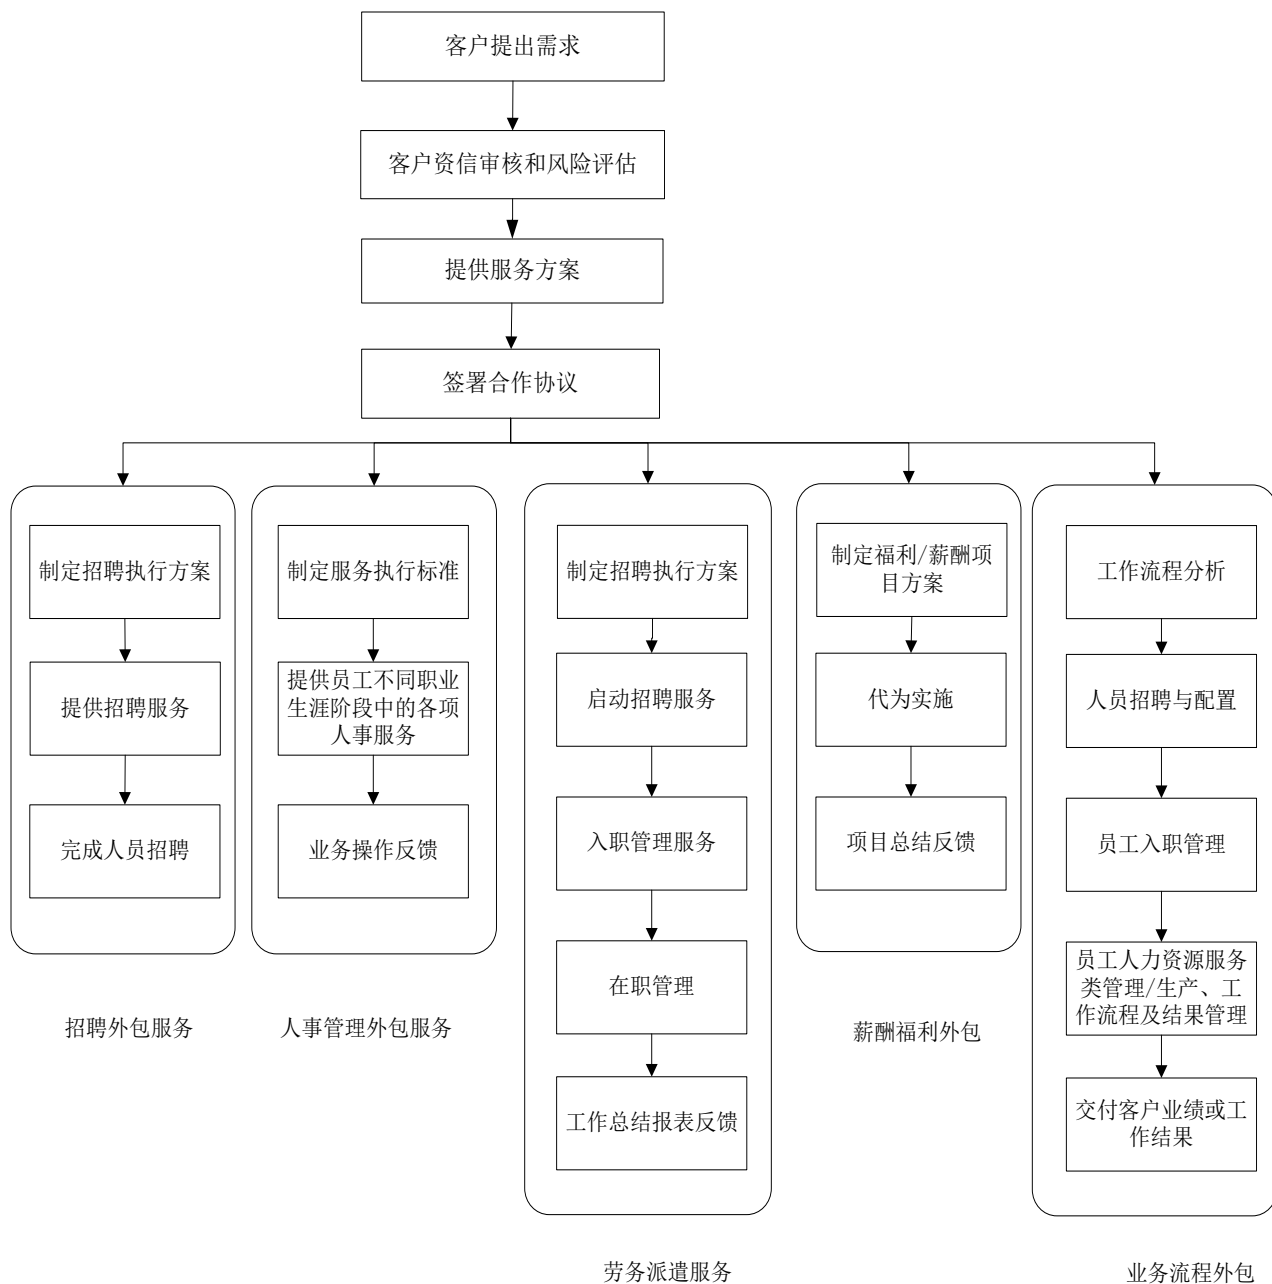 客户提出需求
客户资信审核和风险评估
提供服务方案
签署合作协议
制定招聘执行方案
提供招聘服务
完成人员招聘
招聘外包服务
制定服务执行标准
提供员工不同职业
生涯阶段中的各项
人事服务
业务操作反馈
人事管理外包服务
制定招聘执行方案
启动招聘服务
入职管理服务
在职管理
工作总结报表反馈
劳务派遣服务
制定福利/薪酬项
目方案
代为实施
项目总结反馈
薪酬福利外包
工作流程分析
人员招聘与配置
员工入职管理
员工人力资源服务
类管理/生产、工
作流程及结果管理
交付客户业绩或工
作结果
业务流程外包